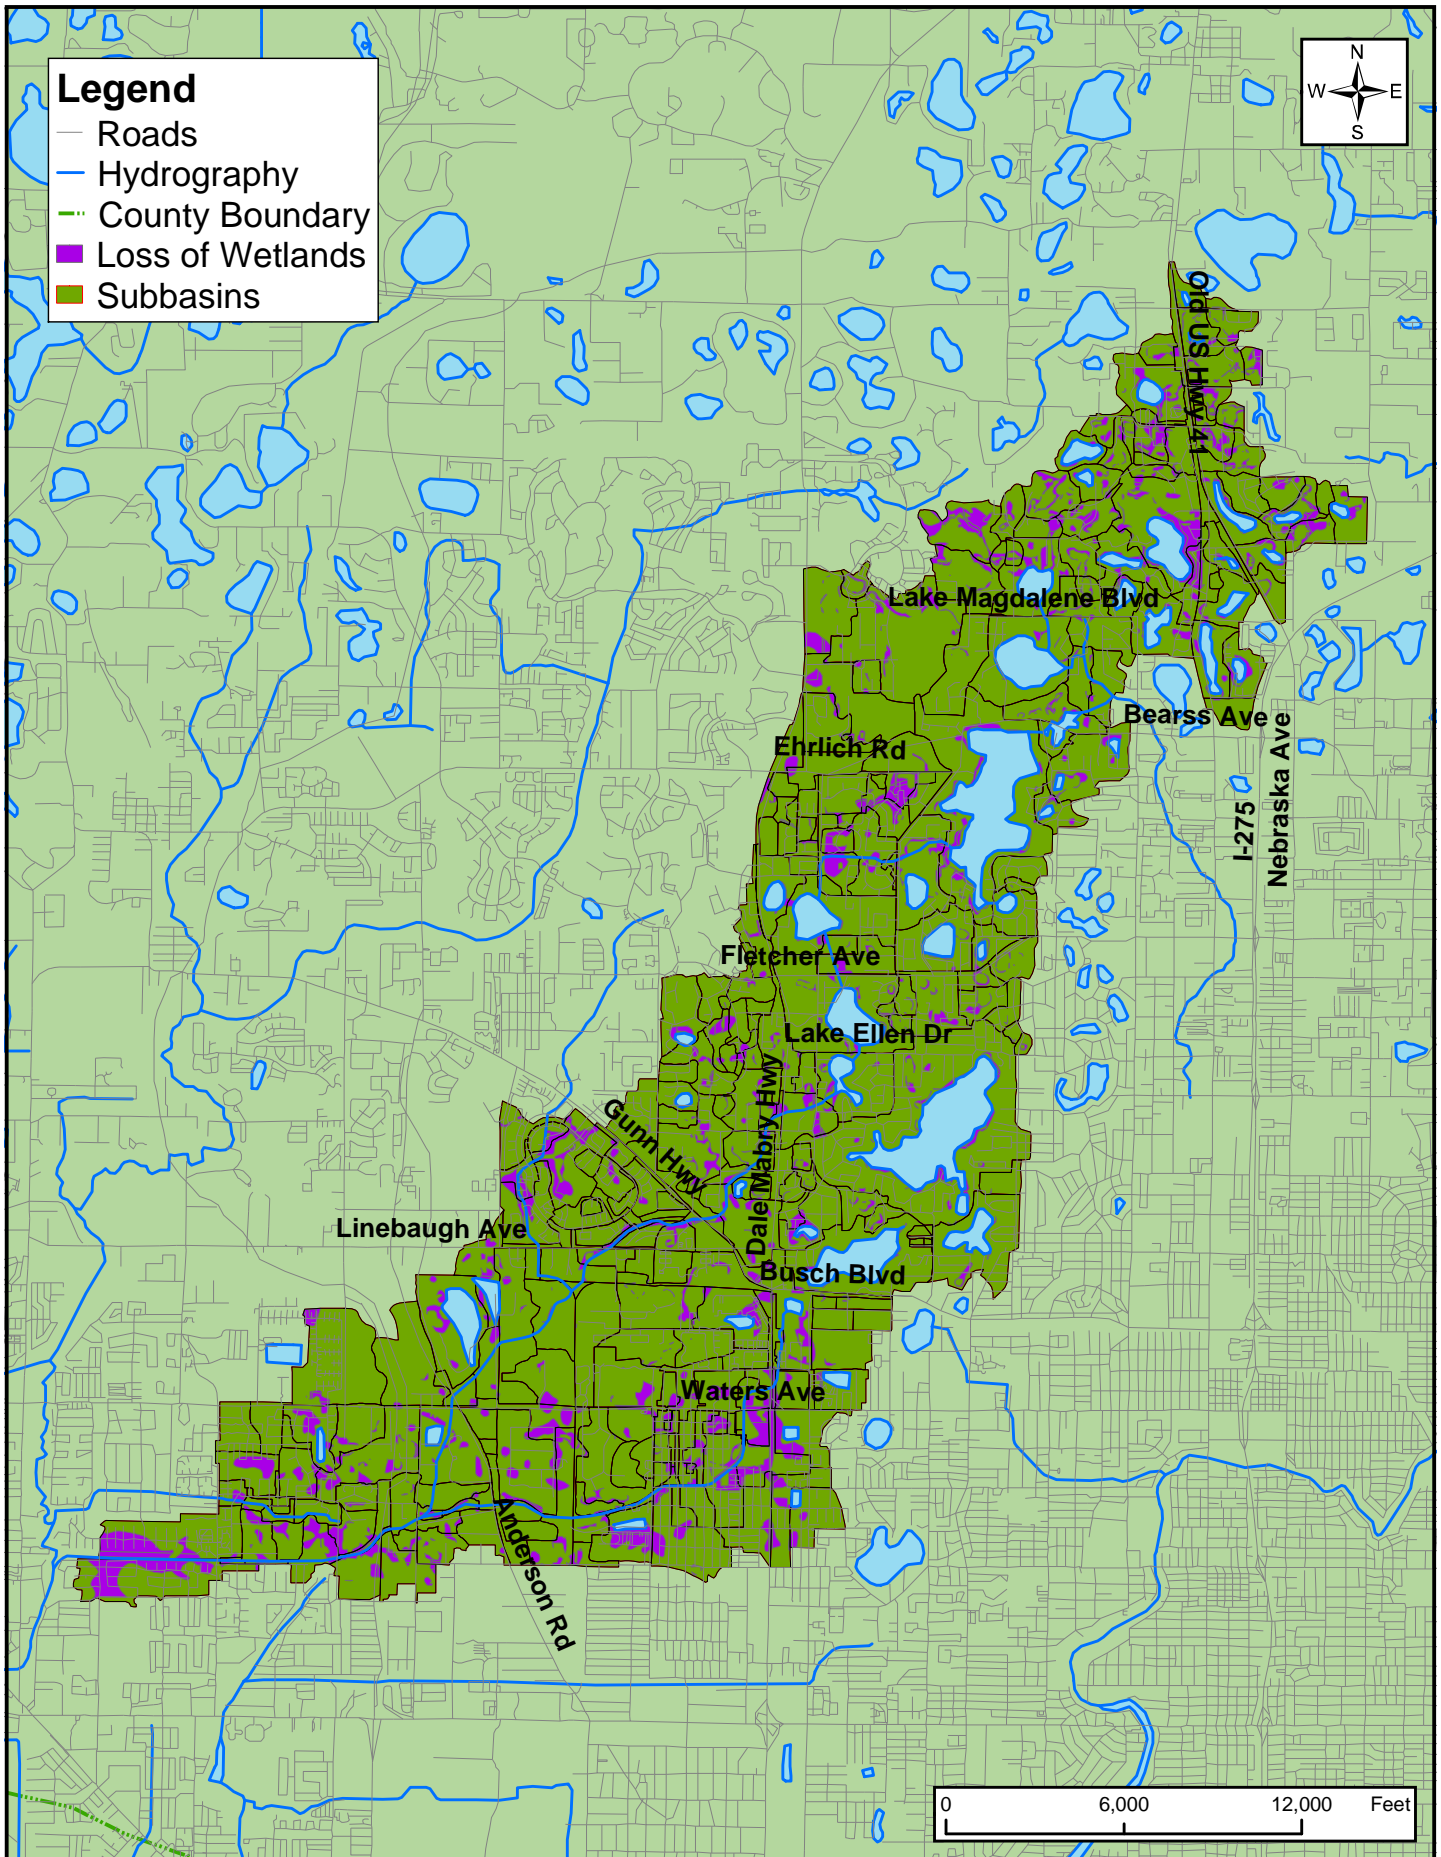 Legend
Roads
Hydrography
County Boundary
Loss of Wetlands
Subbasins
N
W E
S
Old US Hwy 41
Lake Magdalene Blvd
Bearss Ave
Ehrlich Rd
I-275
Nebraska Ave
Fletcher Ave
Lake Ellen Dr
Dale Mabry Hwy
Gunn Hwy
Linebaugh Ave
Busch Blvd
Waters Ave
Anderson Rd
0 6,000 12,000 Feet